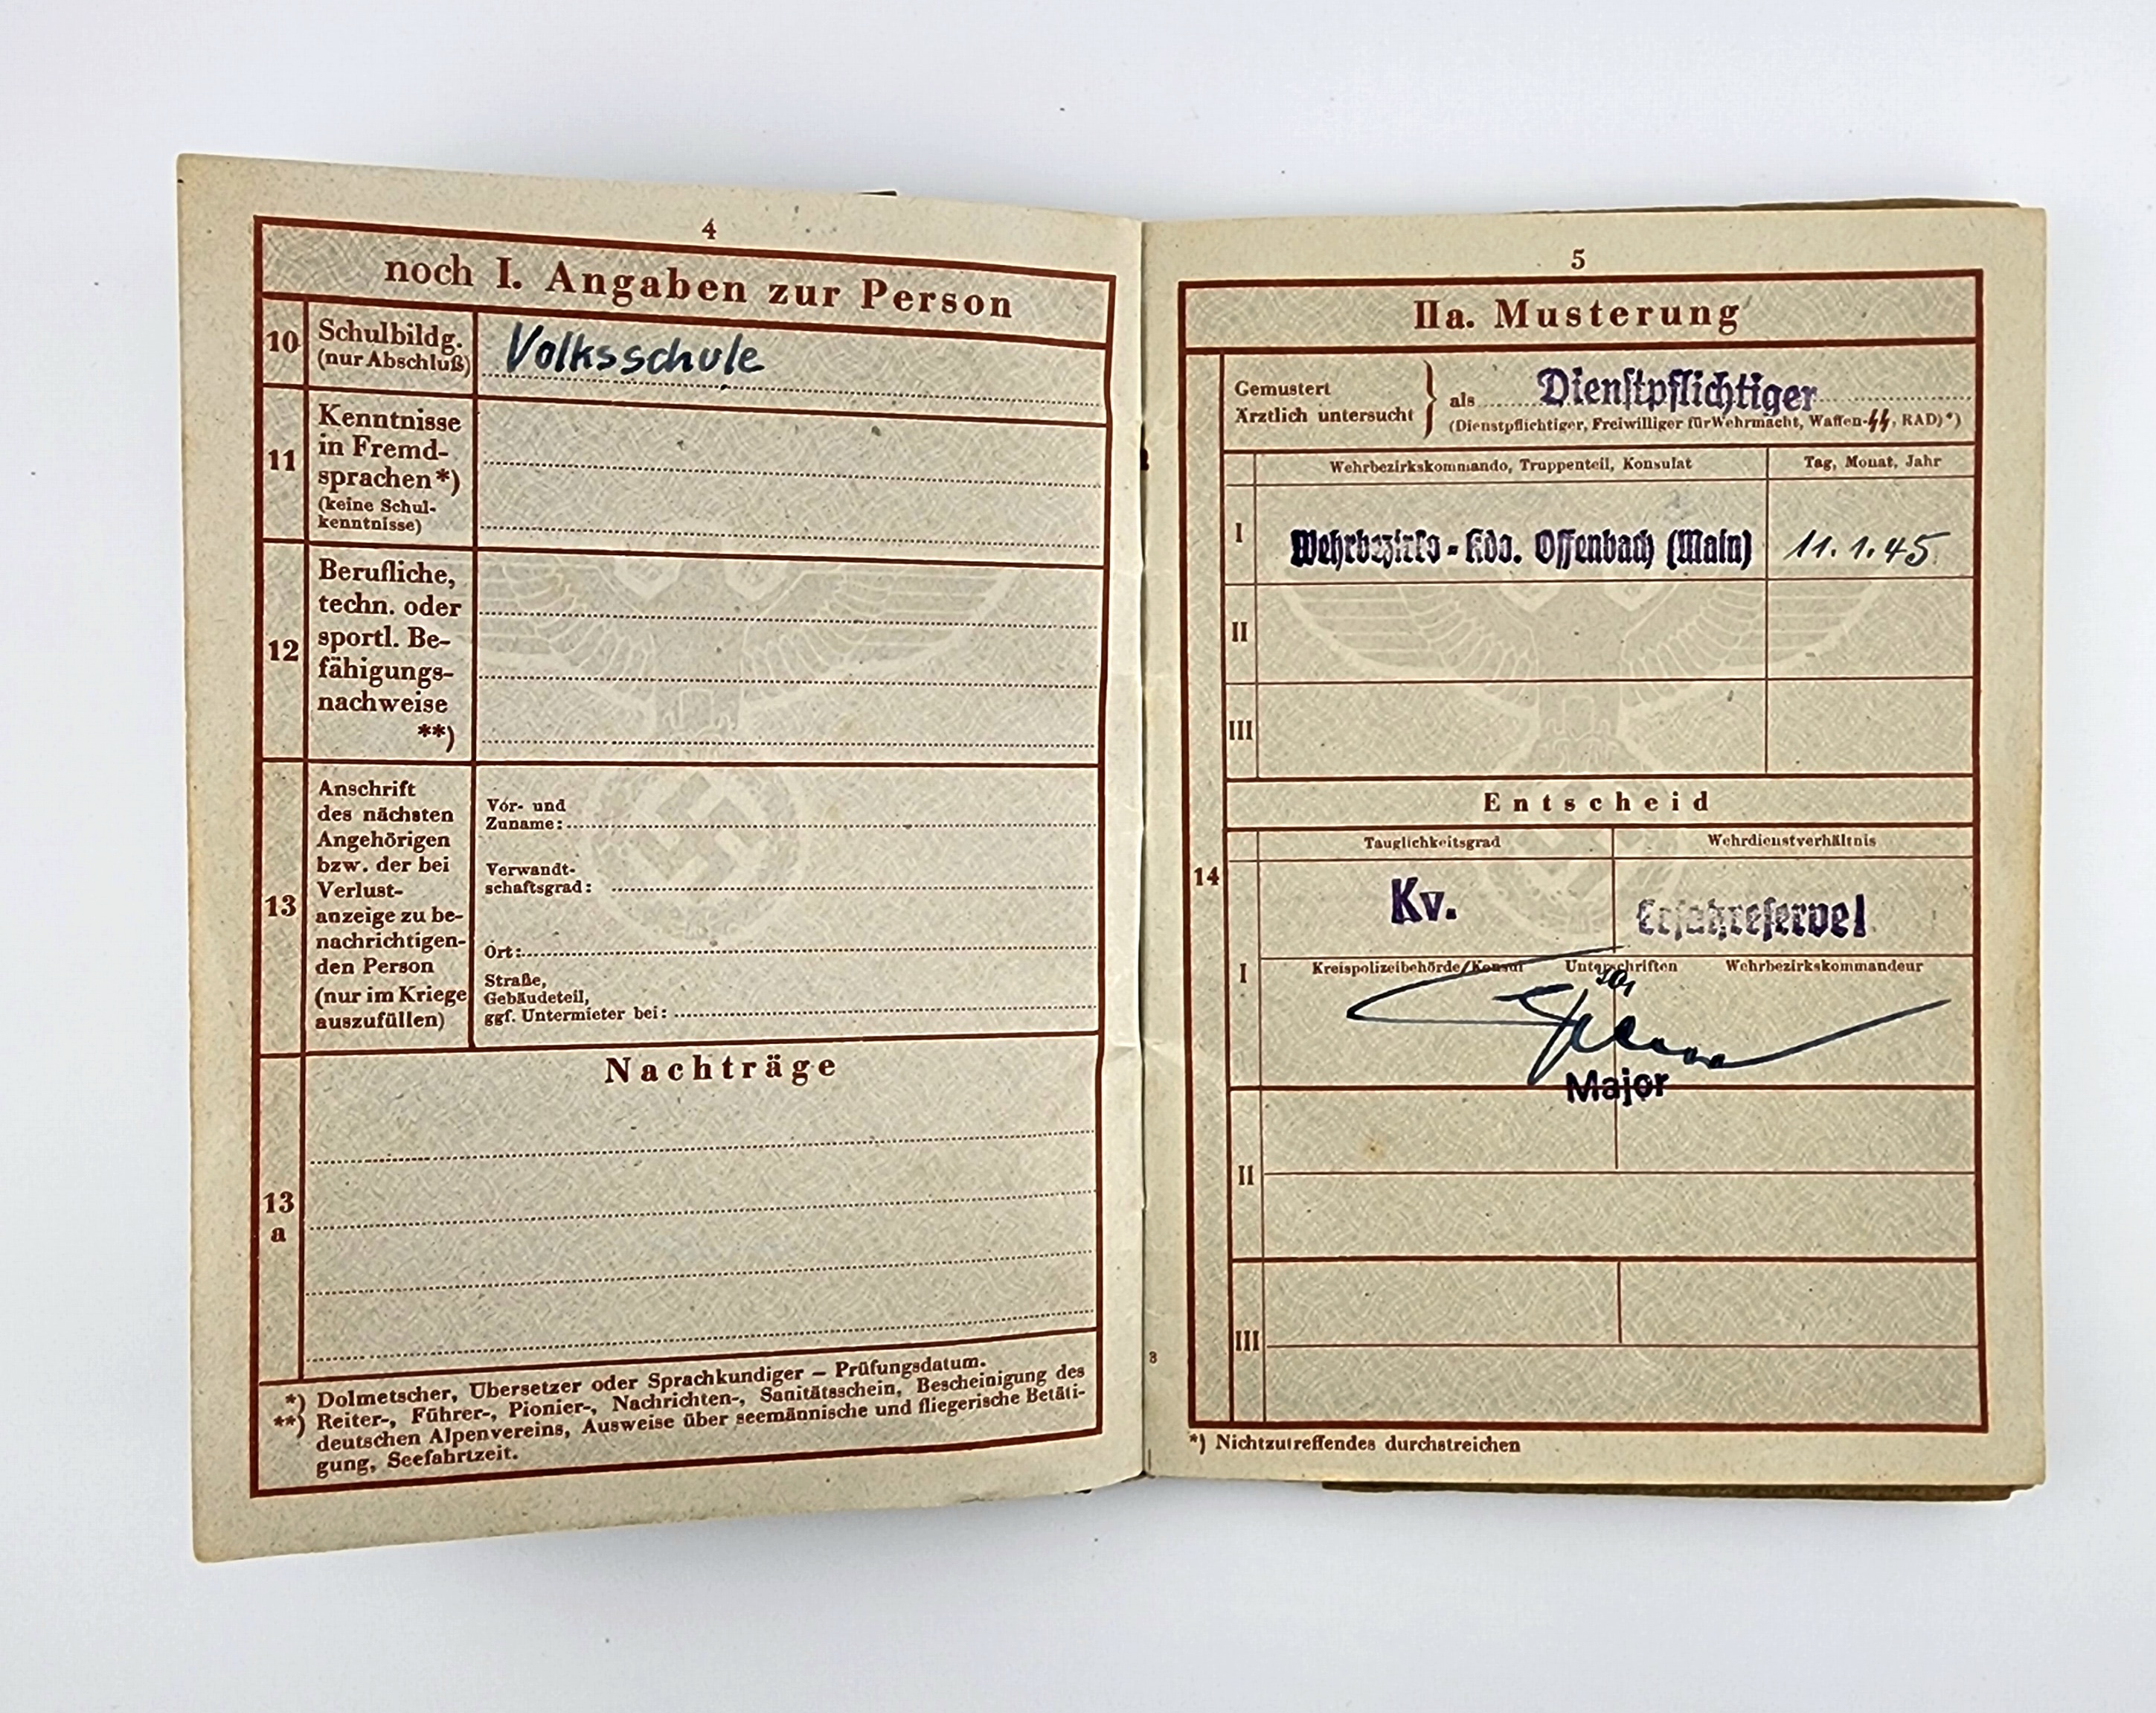 4
noch I. Angaben zur Person
10
Schulbildg.
(nur Abschluß)
Volksschule
11
Kenntnisse
in Fremd-
sprachen*)
(keine Schul-
kenntnisse)
12
Berufliche,
techn. oder
sportl. Be-
fähigungs-
nachweise
**)
13
Anschrift
des nächsten
Angehörigen
bzw. der bei
Verlust-
anzeige zu be-
nachrichtigen-
den Person
(nur im Kriege
auszufüllen)
Vor- und
Zuname:
Verwandt-
schaftsgrad:
Ort:
Straße,
Gebäudeteil,
ggf. Untermieter bei:
Nachträge
13
a
*) Dolmetscher, Übersetzer oder Sprachkundiger – Prüfungsdatum.
**) Reiter-, Führer-, Pionier-, Nachrichten-, Sanitätsschein, Bescheinigung des
deutschen Alpenvereins, Ausweise über seemännische und fliegerische Betäti-
gung, Seefahrtzeit.
5
IIa. Musterung
14
Gemustert
Ärztlich untersucht
als Dienstpflichtiger
(Dienstpflichtiger, Freiwilliger für Wehrmacht, Waffen-SS, RAD)*)
Wehrbezirkskommando, Truppenteil, Konsulat
Tag, Monat, Jahr
I
Wehrbezirks-Kdo. Offenbach (Main)
11.1.45
II
III
Entscheid
Tauglichkeitsgrad
Wehrdienstverhältnis
I
Kv.
Ersatzreserve I
Kreispolizeibehörde/Konsul
Unterschriften
Wehrbezirkskommandeur
Major
II
III
8
*) Nichtzutreffendes durchstreichen